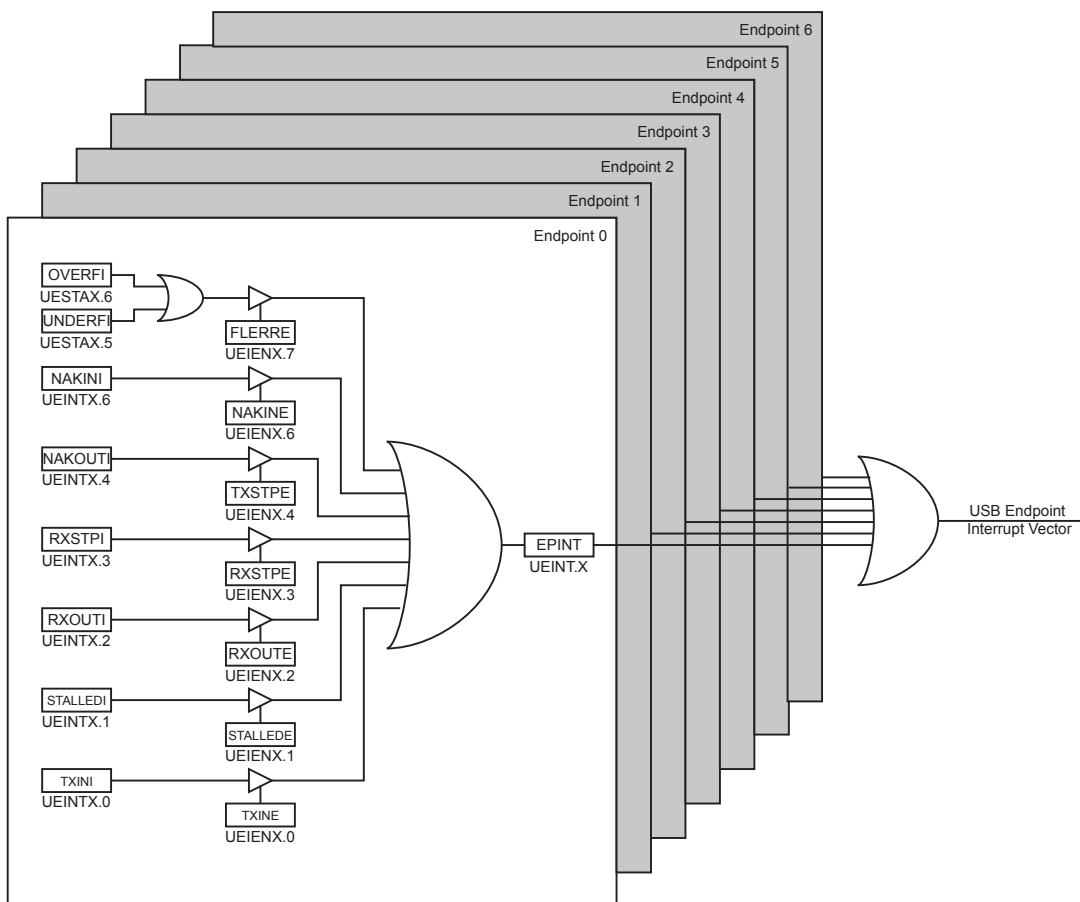 Endpoint 6
Endpoint 5
Endpoint 4
Endpoint 3
Endpoint 2
Endpoint 1
Endpoint 0
OVERFI
UESTAX.6
UNDERFI
UESTAX.5
FLERRE
UEIENX.7
NAKINI
UEINTX.6
NAKINE
UEIENX.6
NAKOUTI
UEINTX.4
TXSTPE
UEIENX.4
RXSTPI
UEINTX.3
RXSTPE
UEIENX.3
RXOUTI
UEINTX.2
RXOUTE
UEIENX.2
STALLEDI
UEINTX.1
STALLEDE
UEIENX.1
TXINI
UEINTX.0
TXINE
UEIENX.0
EPINT
UEINT.X
USB Endpoint
Interrupt Vector